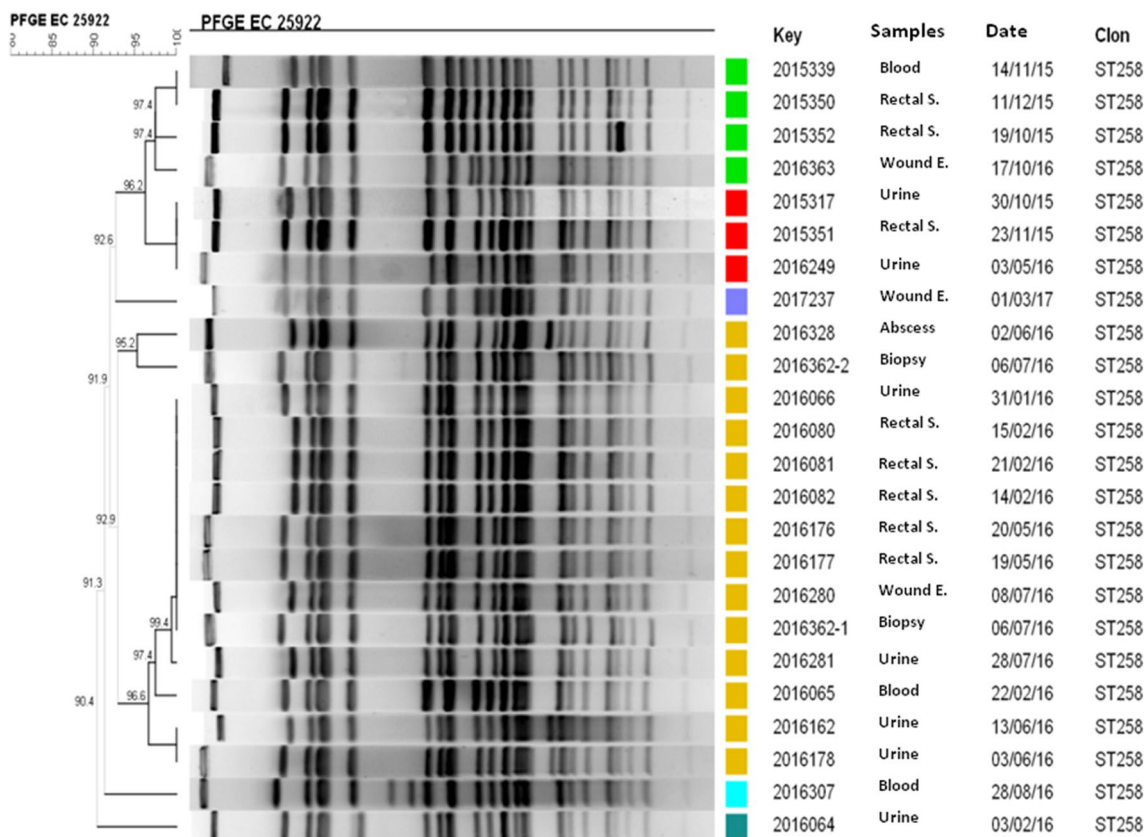 PFGE EC 25922 PFGE EC 25922
80 85 90 95 100
Key Samples Date Clon
2015339 Blood 14/11/15 ST258
97.4 2015350 Rectal S. 11/12/15 ST258
97.4 2015352 Rectal S. 19/10/15 ST258
2016363 Wound E. 17/10/16 ST258
96.2 2015317 Urine 30/10/15 ST258
92.6 2015351 Rectal S. 23/11/15 ST258
2016249 Urine 03/05/16 ST258
2017237 Wound E. 01/03/17 ST258
95.2 2016328 Abscess 02/06/16 ST258
91.9 2016362-2 Biopsy 06/07/16 ST258
2016066 Urine 31/01/16 ST258
2016080 Rectal S. 15/02/16 ST258
2016081 Rectal S. 21/02/16 ST258
2016082 Rectal S. 14/02/16 ST258
92.9 2016176 Rectal S. 20/05/16 ST258
2016177 Rectal S. 19/05/16 ST258
91.3 2016280 Wound E. 08/07/16 ST258
99.4 2016362-1 Biopsy 06/07/16 ST258
97.4 2016281 Urine 28/07/16 ST258
90.4 96.6 2016065 Blood 22/02/16 ST258
2016162 Urine 13/06/16 ST258
2016178 Urine 03/06/16 ST258
2016307 Blood 28/08/16 ST258
2016064 Urine 03/02/16 ST258